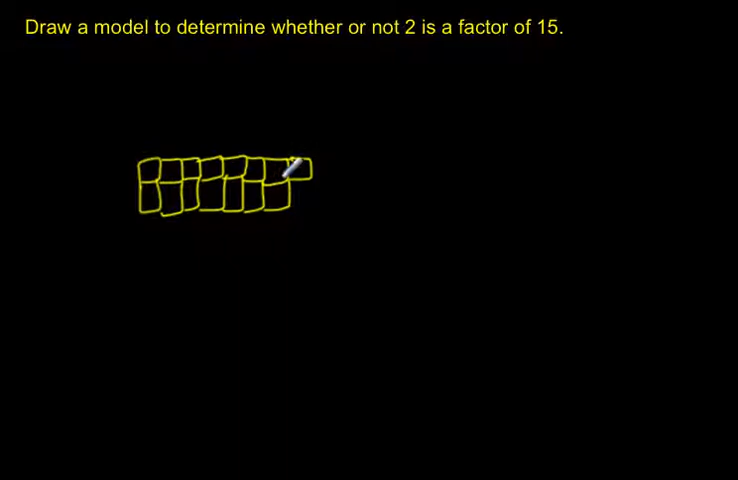 Draw a model to determine whether or not 2 is a factor of 15.